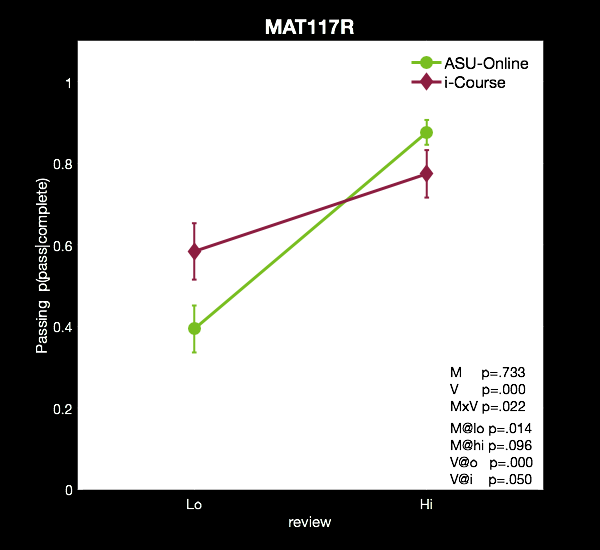 MAT117R
ASU-Online
i-Course
Passing p(pass|complete)
1
0.8
0.6
0.4
0.2
0
M p=.733
V p=.000
MxV p=.022
M@lo p=.014
M@hi p=.096
V@o p=.000
V@i p=.050
Lo Hi
review